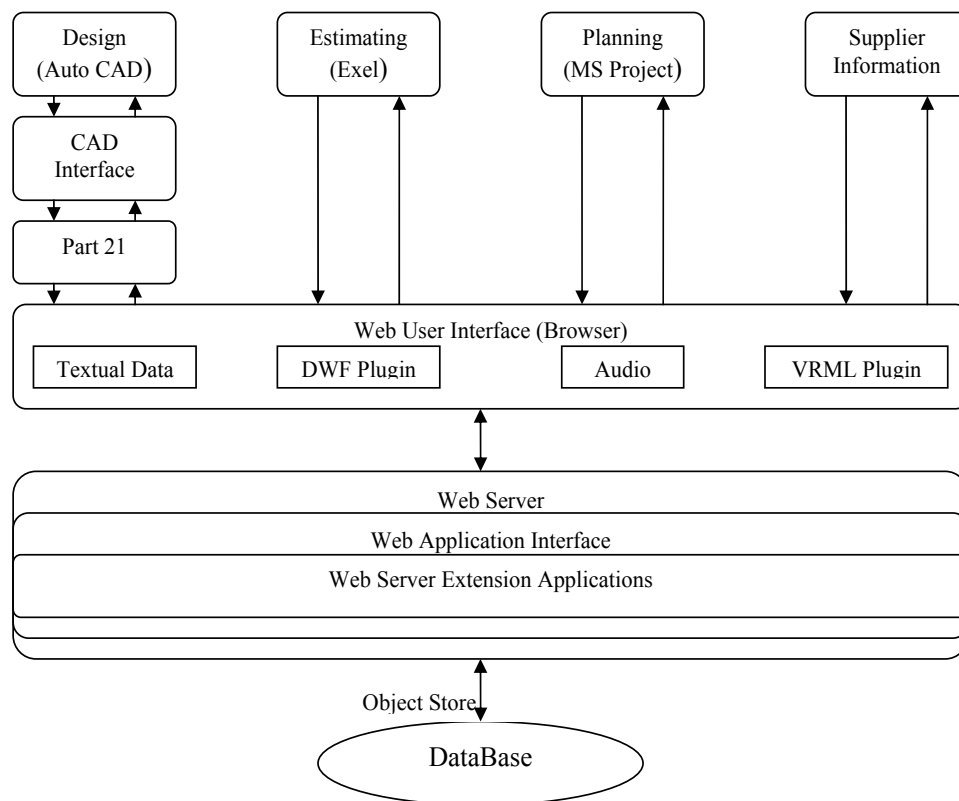 Design
(Auto CAD)
Estimating
(Exel)
Planning
(MS Project)
Supplier
Information
CAD
Interface
Part 21
Web User Interface (Browser)
Textual Data
DWF Plugin
Audio
VRML Plugin
Web Server
Web Application Interface
Web Server Extension Applications
Object Store
DataBase